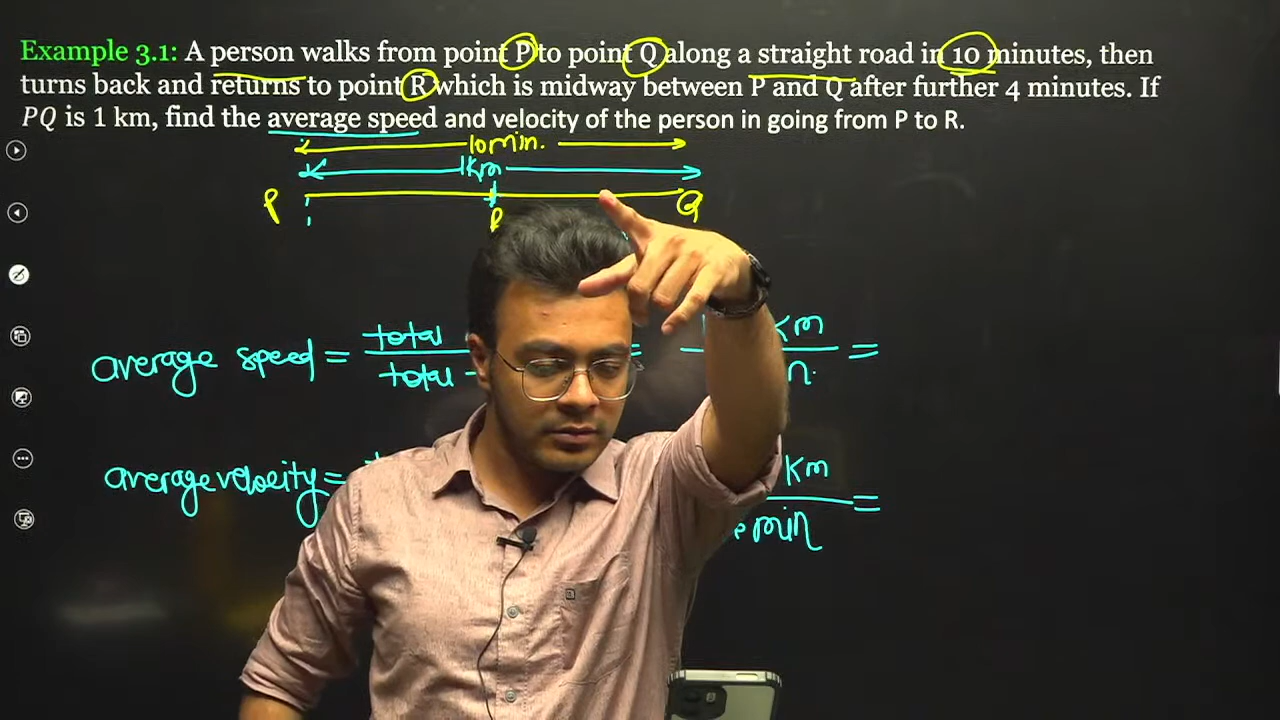 Example 3.1: A person walks from point P to point Q along a straight road in 10 minutes, then
turns back and returns to point R which is midway between P and Q after further 4 minutes. If
PQ is 1 km, find the average speed and velocity of the person in going from P to R.
10 min.
1km
P
R
Q
average speed = total = km =
total n.
average velocity = km =
min